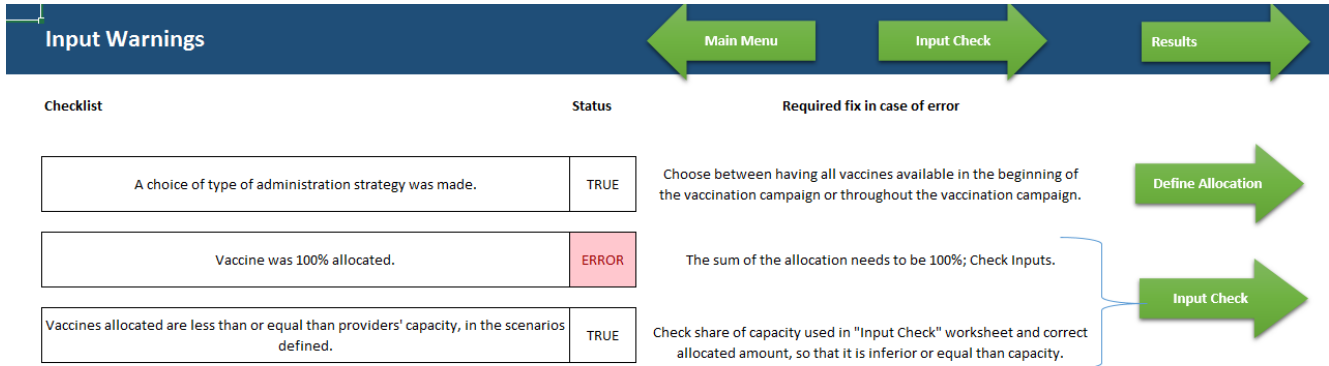 Input Warnings
Main Menu
Input Check
Results
Checklist
Status
Required fix in case of error
A choice of type of administration strategy was made.
TRUE
Choose between having all vaccines available in the beginning of
the vaccination campaign or throughout the vaccination campaign.
Define Allocation
Vaccine was 100% allocated.
ERROR
The sum of the allocation needs to be 100%; Check Inputs.
Input Check
Vaccines allocated are less than or equal than providers' capacity, in the scenarios
defined.
TRUE
Check share of capacity used in "Input Check" worksheet and correct
allocated amount, so that it is inferior or equal than capacity.